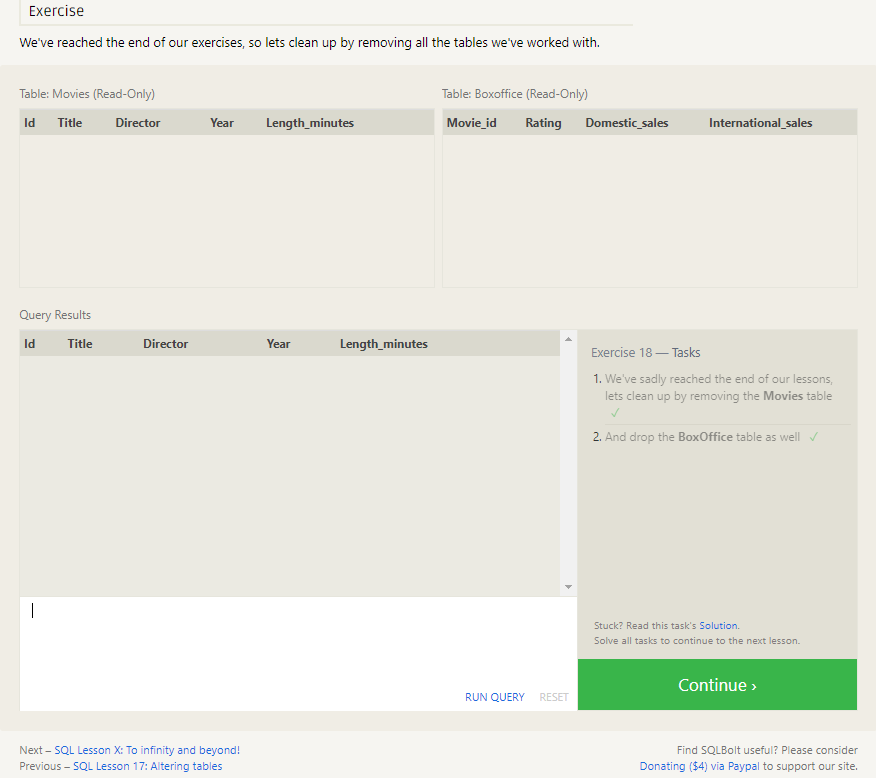 Exercise
We've reached the end of our exercises, so lets clean up by removing all the tables we've worked with.
Table: Movies (Read-Only)
Id Title Director Year Length_minutes
Table: Boxoffice (Read-Only)
Movie_id Rating Domestic_sales International_sales
Query Results
Id Title Director Year Length_minutes
Exercise 18 — Tasks
1. We've sadly reached the end of our lessons,
lets clean up by removing the Movies table
✓
2. And drop the BoxOffice table as well ✓
Stuck? Read this task's Solution.
Solve all tasks to continue to the next lesson.
RUN QUERY RESET
Continue ›
Next – SQL Lesson X: To infinity and beyond!
Previous – SQL Lesson 17: Altering tables
Find SQLBolt useful? Please consider
Donating ($4) via Paypal to support our site.